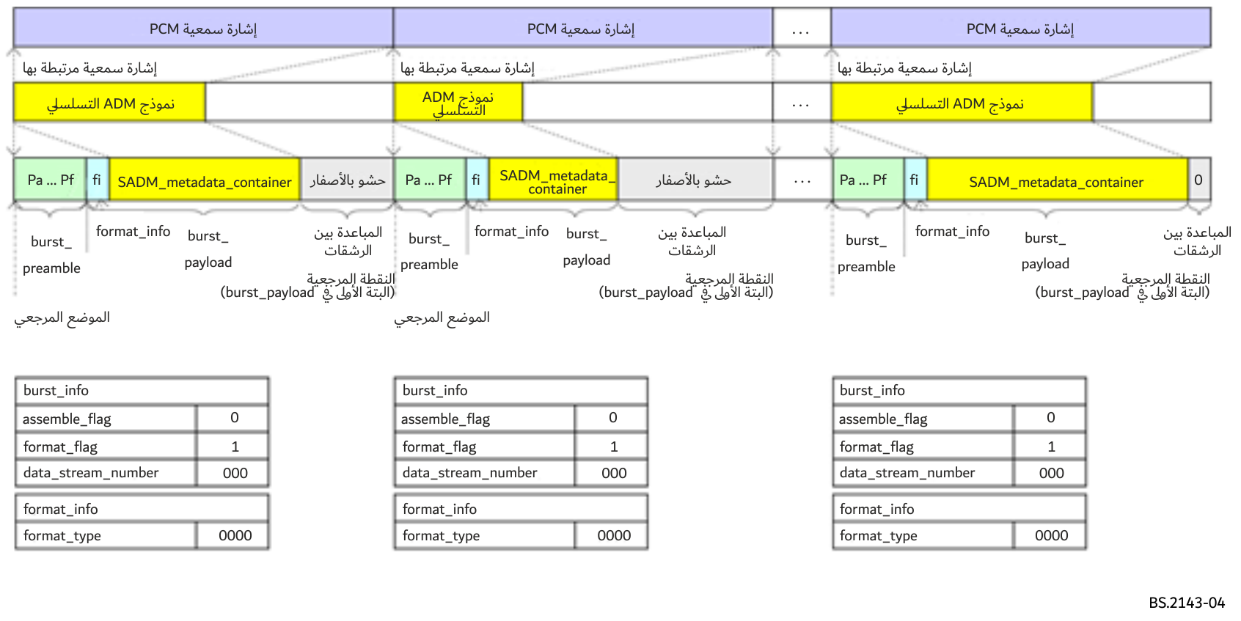 إشارة سمعية PCM
إشارة سمعية PCM
...
إشارة سمعية PCM
إشارة سمعية مرتبطة بها
إشارة سمعية مرتبطة بها
إشارة سمعية مرتبطة بها
نموذج ADM التسلسلي
نموذج ADM
التسلسلي
...
نموذج ADM التسلسلي
Pa ... Pf
fi
SADM_metadata_container
حشو بالأصفار
Pa ... Pf
fi
SADM_metadata_
container
حشو بالأصفار
...
Pa ... Pf
fi
SADM_metadata_container
0
burst_
preamble
format_info
burst_
payload
المباعدة بين
الرشقات
burst_
preamble
format_info
burst_
payload
المباعدة بين
الرشقات
burst_
preamble
format_info
burst_
payload
المباعدة بين
الرشقات
النقطة المرجعية
(البتة الأولى في burst_payload)
النقطة المرجعية
(البتة الأولى في burst_payload)
النقطة المرجعية
(البتة الأولى في burst_payload)
الموضع المرجعي
الموضع المرجعي
burst_info
assemble_flag 0
format_flag 1
data_stream_number 000
format_info
format_type 0000
burst_info
assemble_flag 0
format_flag 1
data_stream_number 000
format_info
format_type 0000
burst_info
assemble_flag 0
format_flag 1
data_stream_number 000
format_info
format_type 0000
BS.2143-04